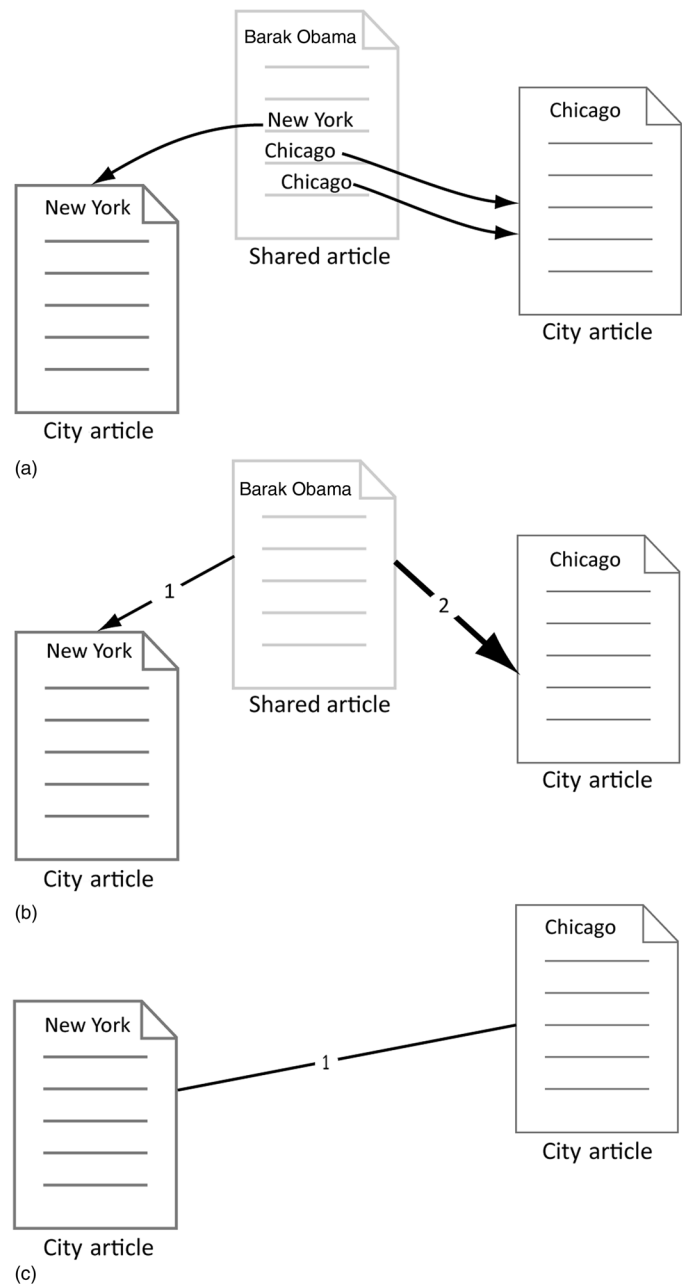 Barak Obama
New York
Chicago
Chicago
Shared article
Chicago
City article
New York
City article
(a)
Barak Obama
1
2
Shared article
Chicago
City article
New York
City article
(b)
Chicago
City article
New York
1
City article
(c)